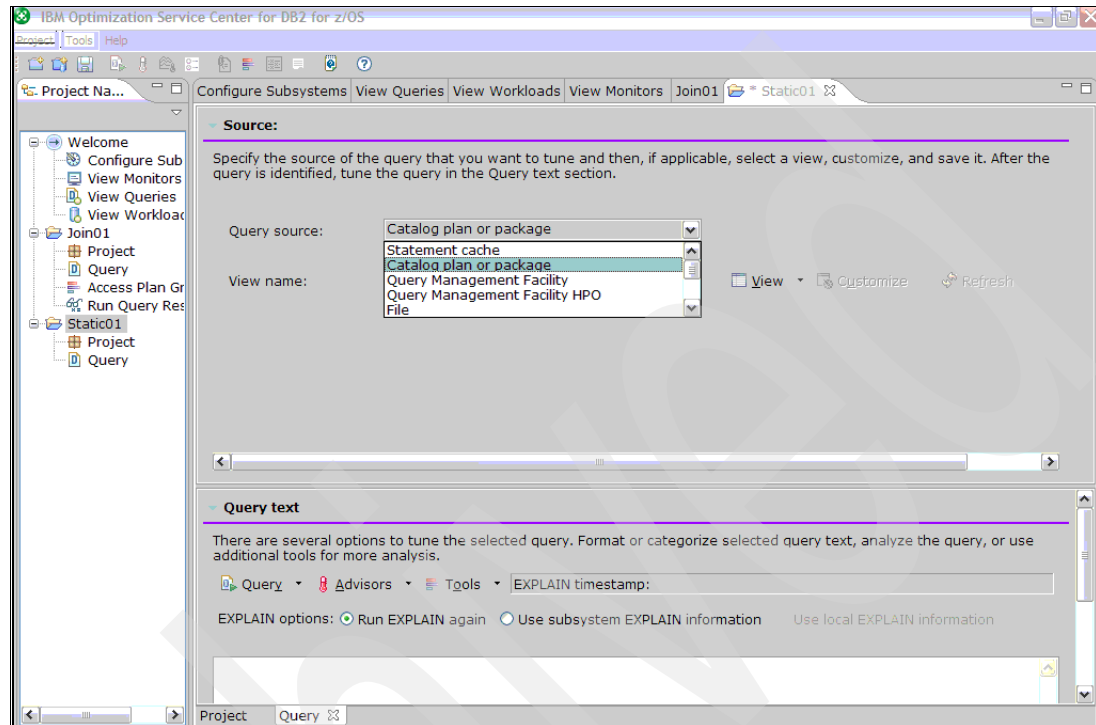 IBM Optimization Service Center for DB2 for z/OS
Project Tools Help
Project Na...
Configure Subsystems View Queries View Workloads View Monitors Join01 * Static01
Welcome
Configure Sub
View Monitors
View Queries
View Workload
Join01
Project
Query
Access Plan Gr
Run Query Res
Static01
Project
Query
Source:
Specify the source of the query that you want to tune and then, if applicable, select a view, customize, and save it. After the
query is identified, tune the query in the Query text section.
Query source: Catalog plan or package
Statement cache
Catalog plan or package
Query Management Facility
Query Management Facility HPO
File
View name: View Customize Refresh
Query text
There are several options to tune the selected query. Format or categorize selected query text, analyze the query, or use
additional tools for more analysis.
Query Advisors Tools EXPLAIN timestamp:
EXPLAIN options: Run EXPLAIN again Use subsystem EXPLAIN information Use local EXPLAIN information
Project Query